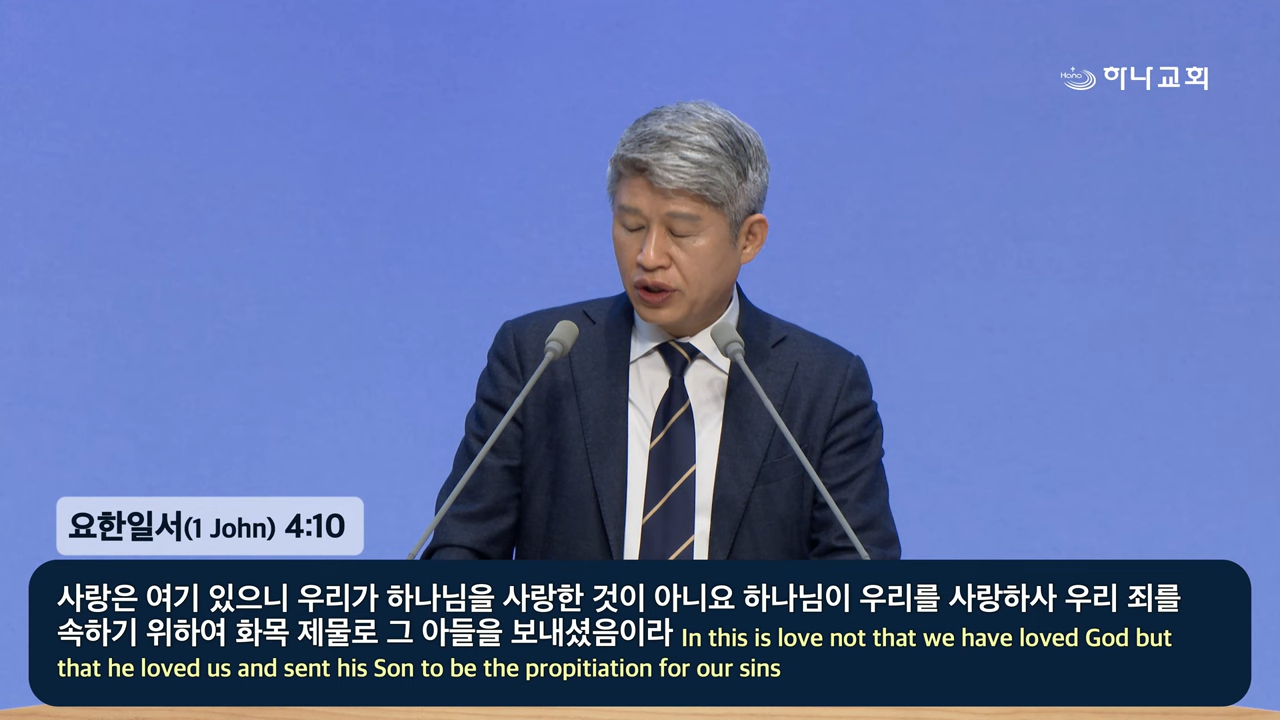 Hana 하나교회
요한일서(1 John) 4:10
사랑은 여기 있으니 우리가 하나님을 사랑한 것이 아니요 하나님이 우리를 사랑하사 우리 죄를
속하기 위하여 화목 제물로 그 아들을 보내셨음이라 In this is love not that we have loved God but
that he loved us and sent his Son to be the propitiation for our sins